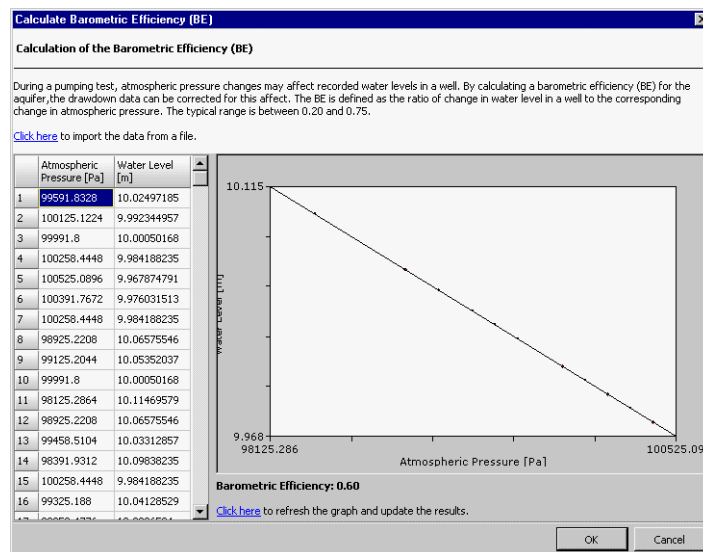 Calculate Barometric Efficiency (BE)
Calculation of the Barometric Efficiency (BE)
During a pumping test, atmospheric pressure changes may affect recorded water levels in a well. By calculating a barometric efficiency (BE) for the
aquifer,the drawdown data can be corrected for this affect. The BE is defined as the ratio of change in water level in a well to the corresponding
change in atmospheric pressure. The typical range is between 0.20 and 0.75.
Click here to import the data from a file.
Atmospheric Pressure [Pa] Water Level [m]
1 99591.8328 10.02497185
2 100125.1224 9.992344957
3 99991.8 10.00050168
4 100258.4448 9.984188235
5 100525.0896 9.967874791
6 100391.7672 9.976031513
7 100258.4448 9.984188235
8 98925.2208 10.06575546
9 99125.2044 10.05352037
10 99991.8 10.00050168
11 98125.2864 10.11469579
12 98925.2208 10.06575546
13 99458.5104 10.03312857
14 98391.9312 10.09838235
15 100258.4448 9.984188235
16 99325.188 10.04128529
10.115
Water Level [m]
9.968
98125.286
100525.09
Atmospheric Pressure [Pa]
Barometric Efficiency: 0.60
Click here to refresh the graph and update the results.
OK
Cancel